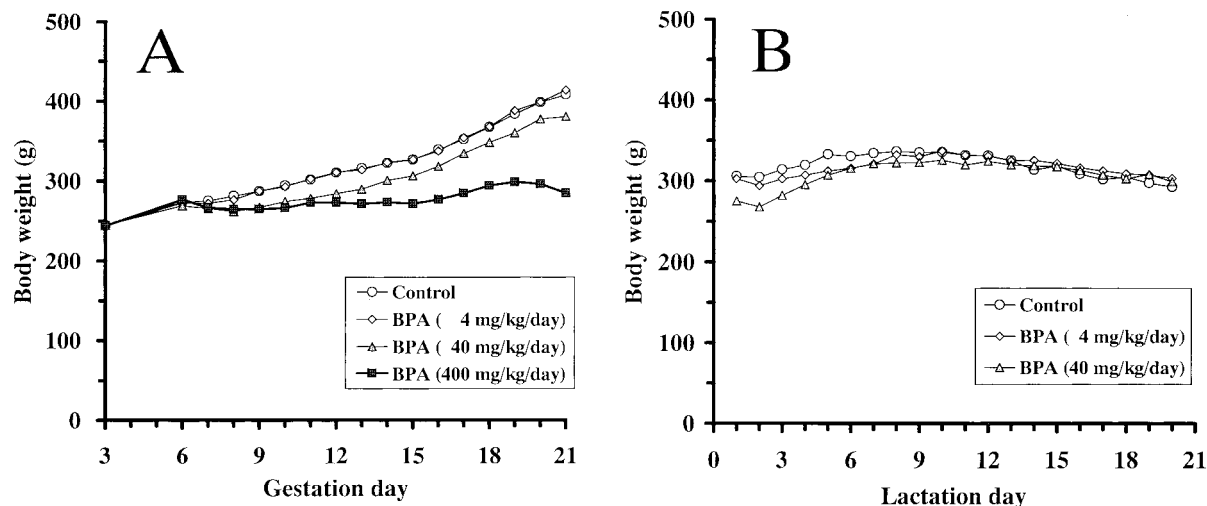 A
500
400
300
200
100
0
Body weight (g)
3 6 9 12 15 18 21
Gestation day
Control
BPA ( 4 mg/kg/day)
BPA ( 40 mg/kg/day)
BPA (400 mg/kg/day)
B
500
400
300
200
100
0
Body weight (g)
0 3 6 9 12 15 18 21
Lactation day
Control
BPA ( 4 mg/kg/day)
BPA (40 mg/kg/day)